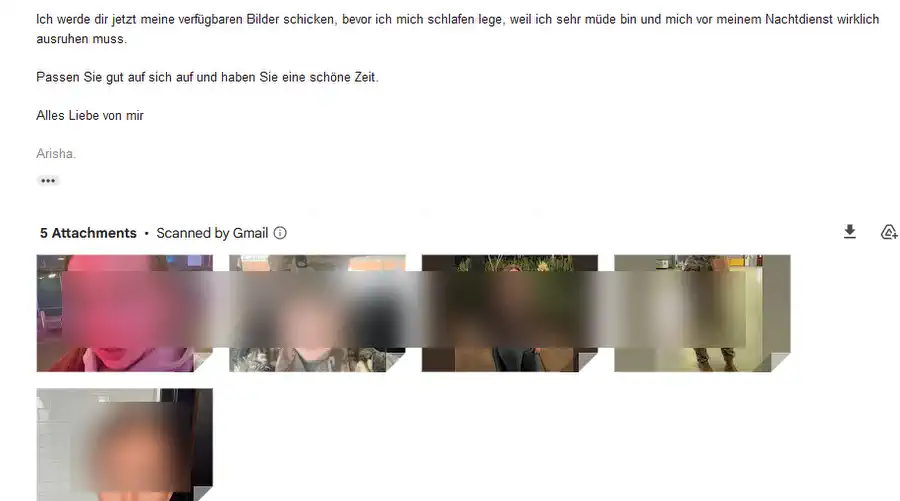 Ich werde dir jetzt meine verfügbaren Bilder schicken, bevor ich mich schlafen lege, weil ich sehr müde bin und mich vor meinem Nachtdienst wirklich
ausruhen muss.
Passen Sie gut auf sich auf und haben Sie eine schöne Zeit.
Alles Liebe von mir
Arisha.
5 Attachments • Scanned by Gmail